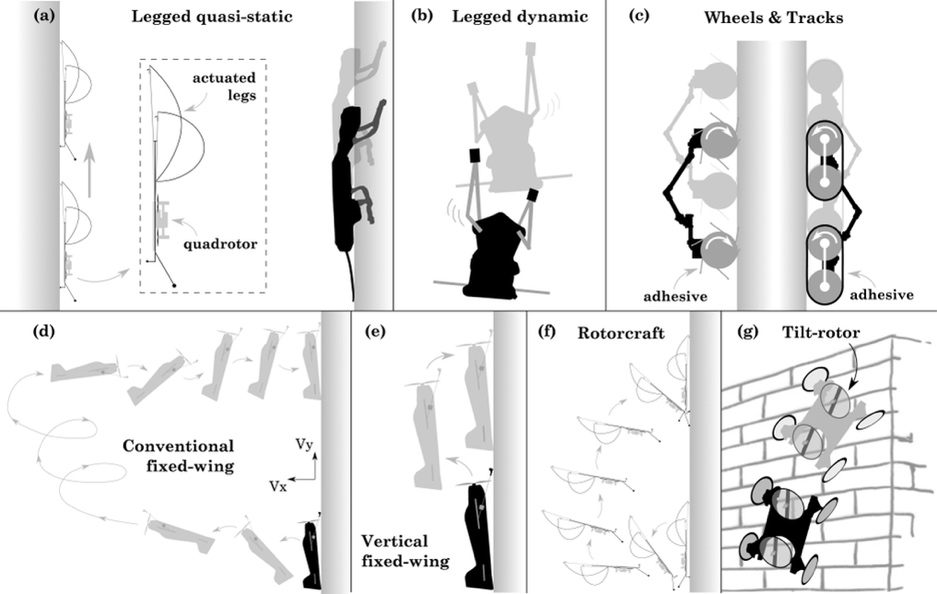 (a) Legged quasi-static
actuated
legs
quadrotor
(b) Legged dynamic
(c) Wheels & Tracks
adhesive
adhesive
(d)
Conventional
fixed-wing
Vy
Vx
(e)
Vertical
fixed-wing
(f) Rotorcraft
(g) Tilt-rotor